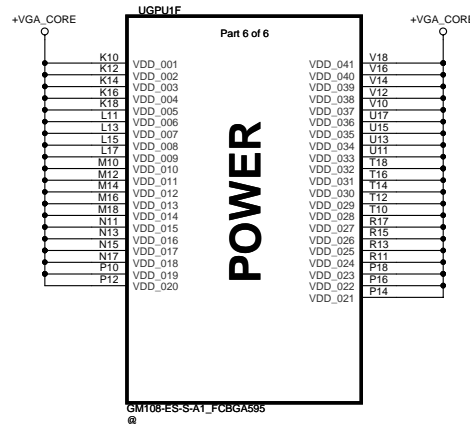 UGPU1F
+VGA_CORE
+VGA_CORE
Part 6 of 6
K10 VDD_001
K12 VDD_002
K14 VDD_003
K16 VDD_004
K18 VDD_005
L11 VDD_006
L13 VDD_007
L15 VDD_008
L17 VDD_009
M10 VDD_010
M12 VDD_011
M14 VDD_012
M16 VDD_013
M18 VDD_014
N11 VDD_015
N13 VDD_016
N15 VDD_017
N17 VDD_018
P10 VDD_019
P12 VDD_020
POWER
VDD_041 V18
VDD_040 V16
VDD_039 V14
VDD_038 V12
VDD_037 V10
VDD_036 U17
VDD_035 U15
VDD_034 U13
VDD_033 U11
VDD_032 T18
VDD_031 T16
VDD_030 T14
VDD_029 T12
VDD_028 T10
VDD_027 R17
VDD_026 R15
VDD_025 R13
VDD_024 R11
VDD_023 P18
VDD_022 P16
VDD_021 P14
GM108-ES-S-A1_FCBGA595
@